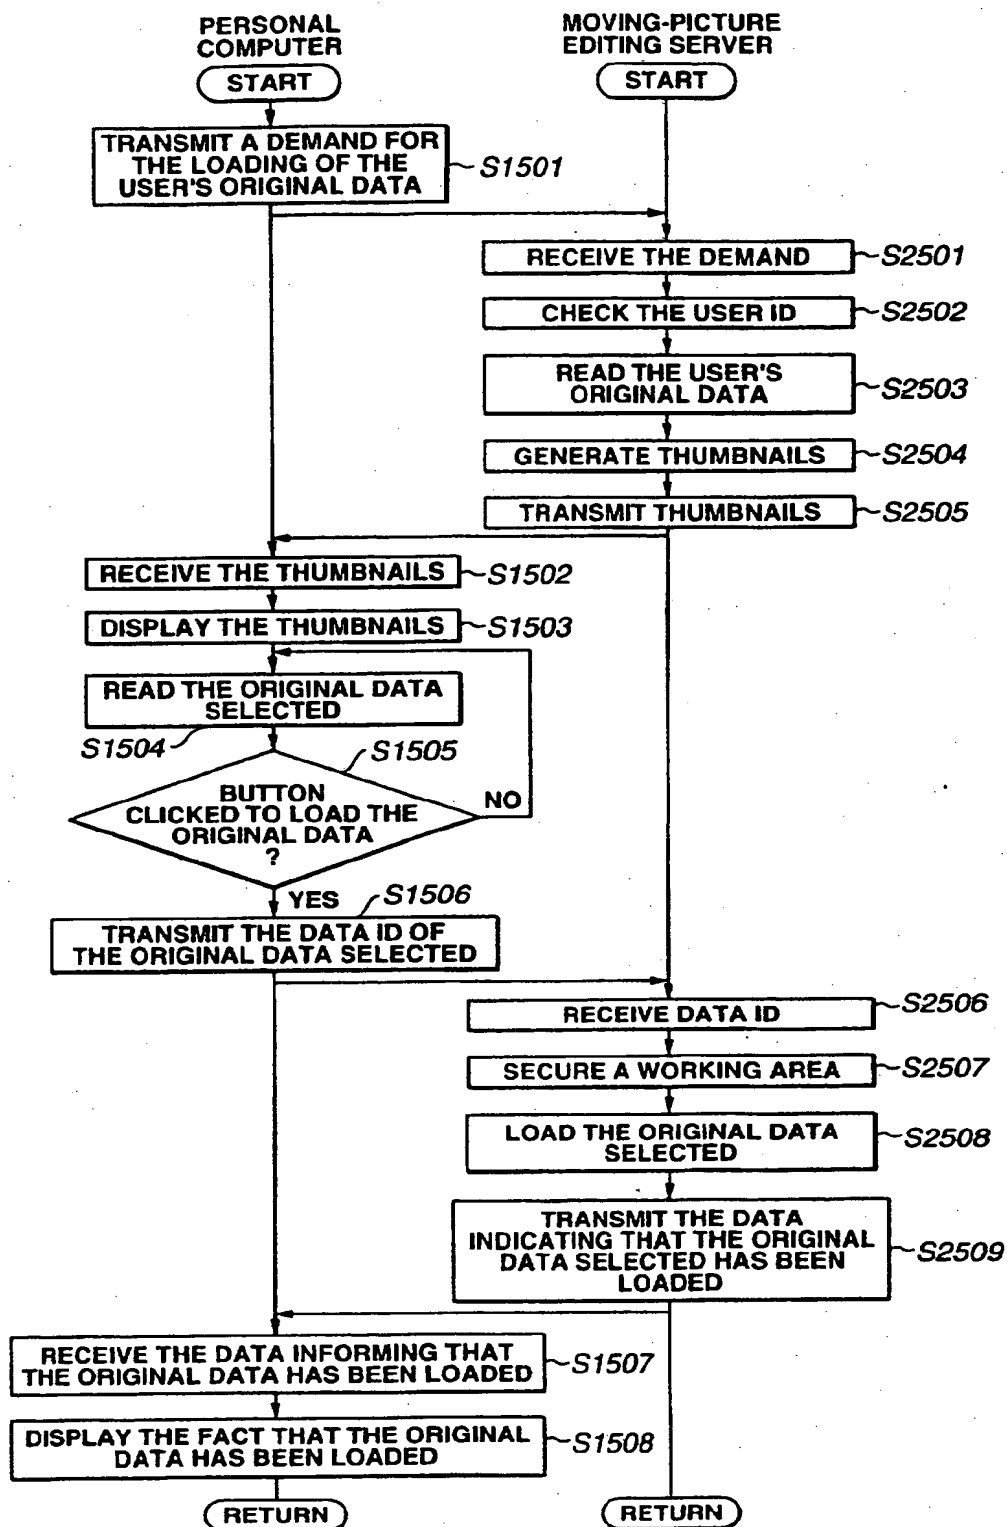 PERSONAL
COMPUTER
MOVING-PICTURE
EDITING SERVER
START
START
TRANSMIT A DEMAND FOR
THE LOADING OF THE
USER'S ORIGINAL DATA
S1501
RECEIVE THE DEMAND
S2501
CHECK THE USER ID
S2502
READ THE USER'S
ORIGINAL DATA
S2503
GENERATE THUMBNAILS
S2504
TRANSMIT THUMBNAILS
S2505
RECEIVE THE THUMBNAILS
S1502
DISPLAY THE THUMBNAILS
S1503
READ THE ORIGINAL DATA
SELECTED
S1504
S1505
BUTTON
CLICKED TO LOAD THE
ORIGINAL DATA
?
NO
YES
S1506
TRANSMIT THE DATA ID OF
THE ORIGINAL DATA SELECTED
RECEIVE DATA ID
S2506
SECURE A WORKING AREA
S2507
LOAD THE ORIGINAL DATA
SELECTED
S2508
TRANSMIT THE DATA
INDICATING THAT THE ORIGINAL
DATA SELECTED HAS BEEN
LOADED
S2509
RECEIVE THE DATA INFORMING THAT
THE ORIGINAL DATA HAS BEEN LOADED
S1507
DISPLAY THE FACT THAT THE ORIGINAL
DATA HAS BEEN LOADED
S1508
RETURN
RETURN